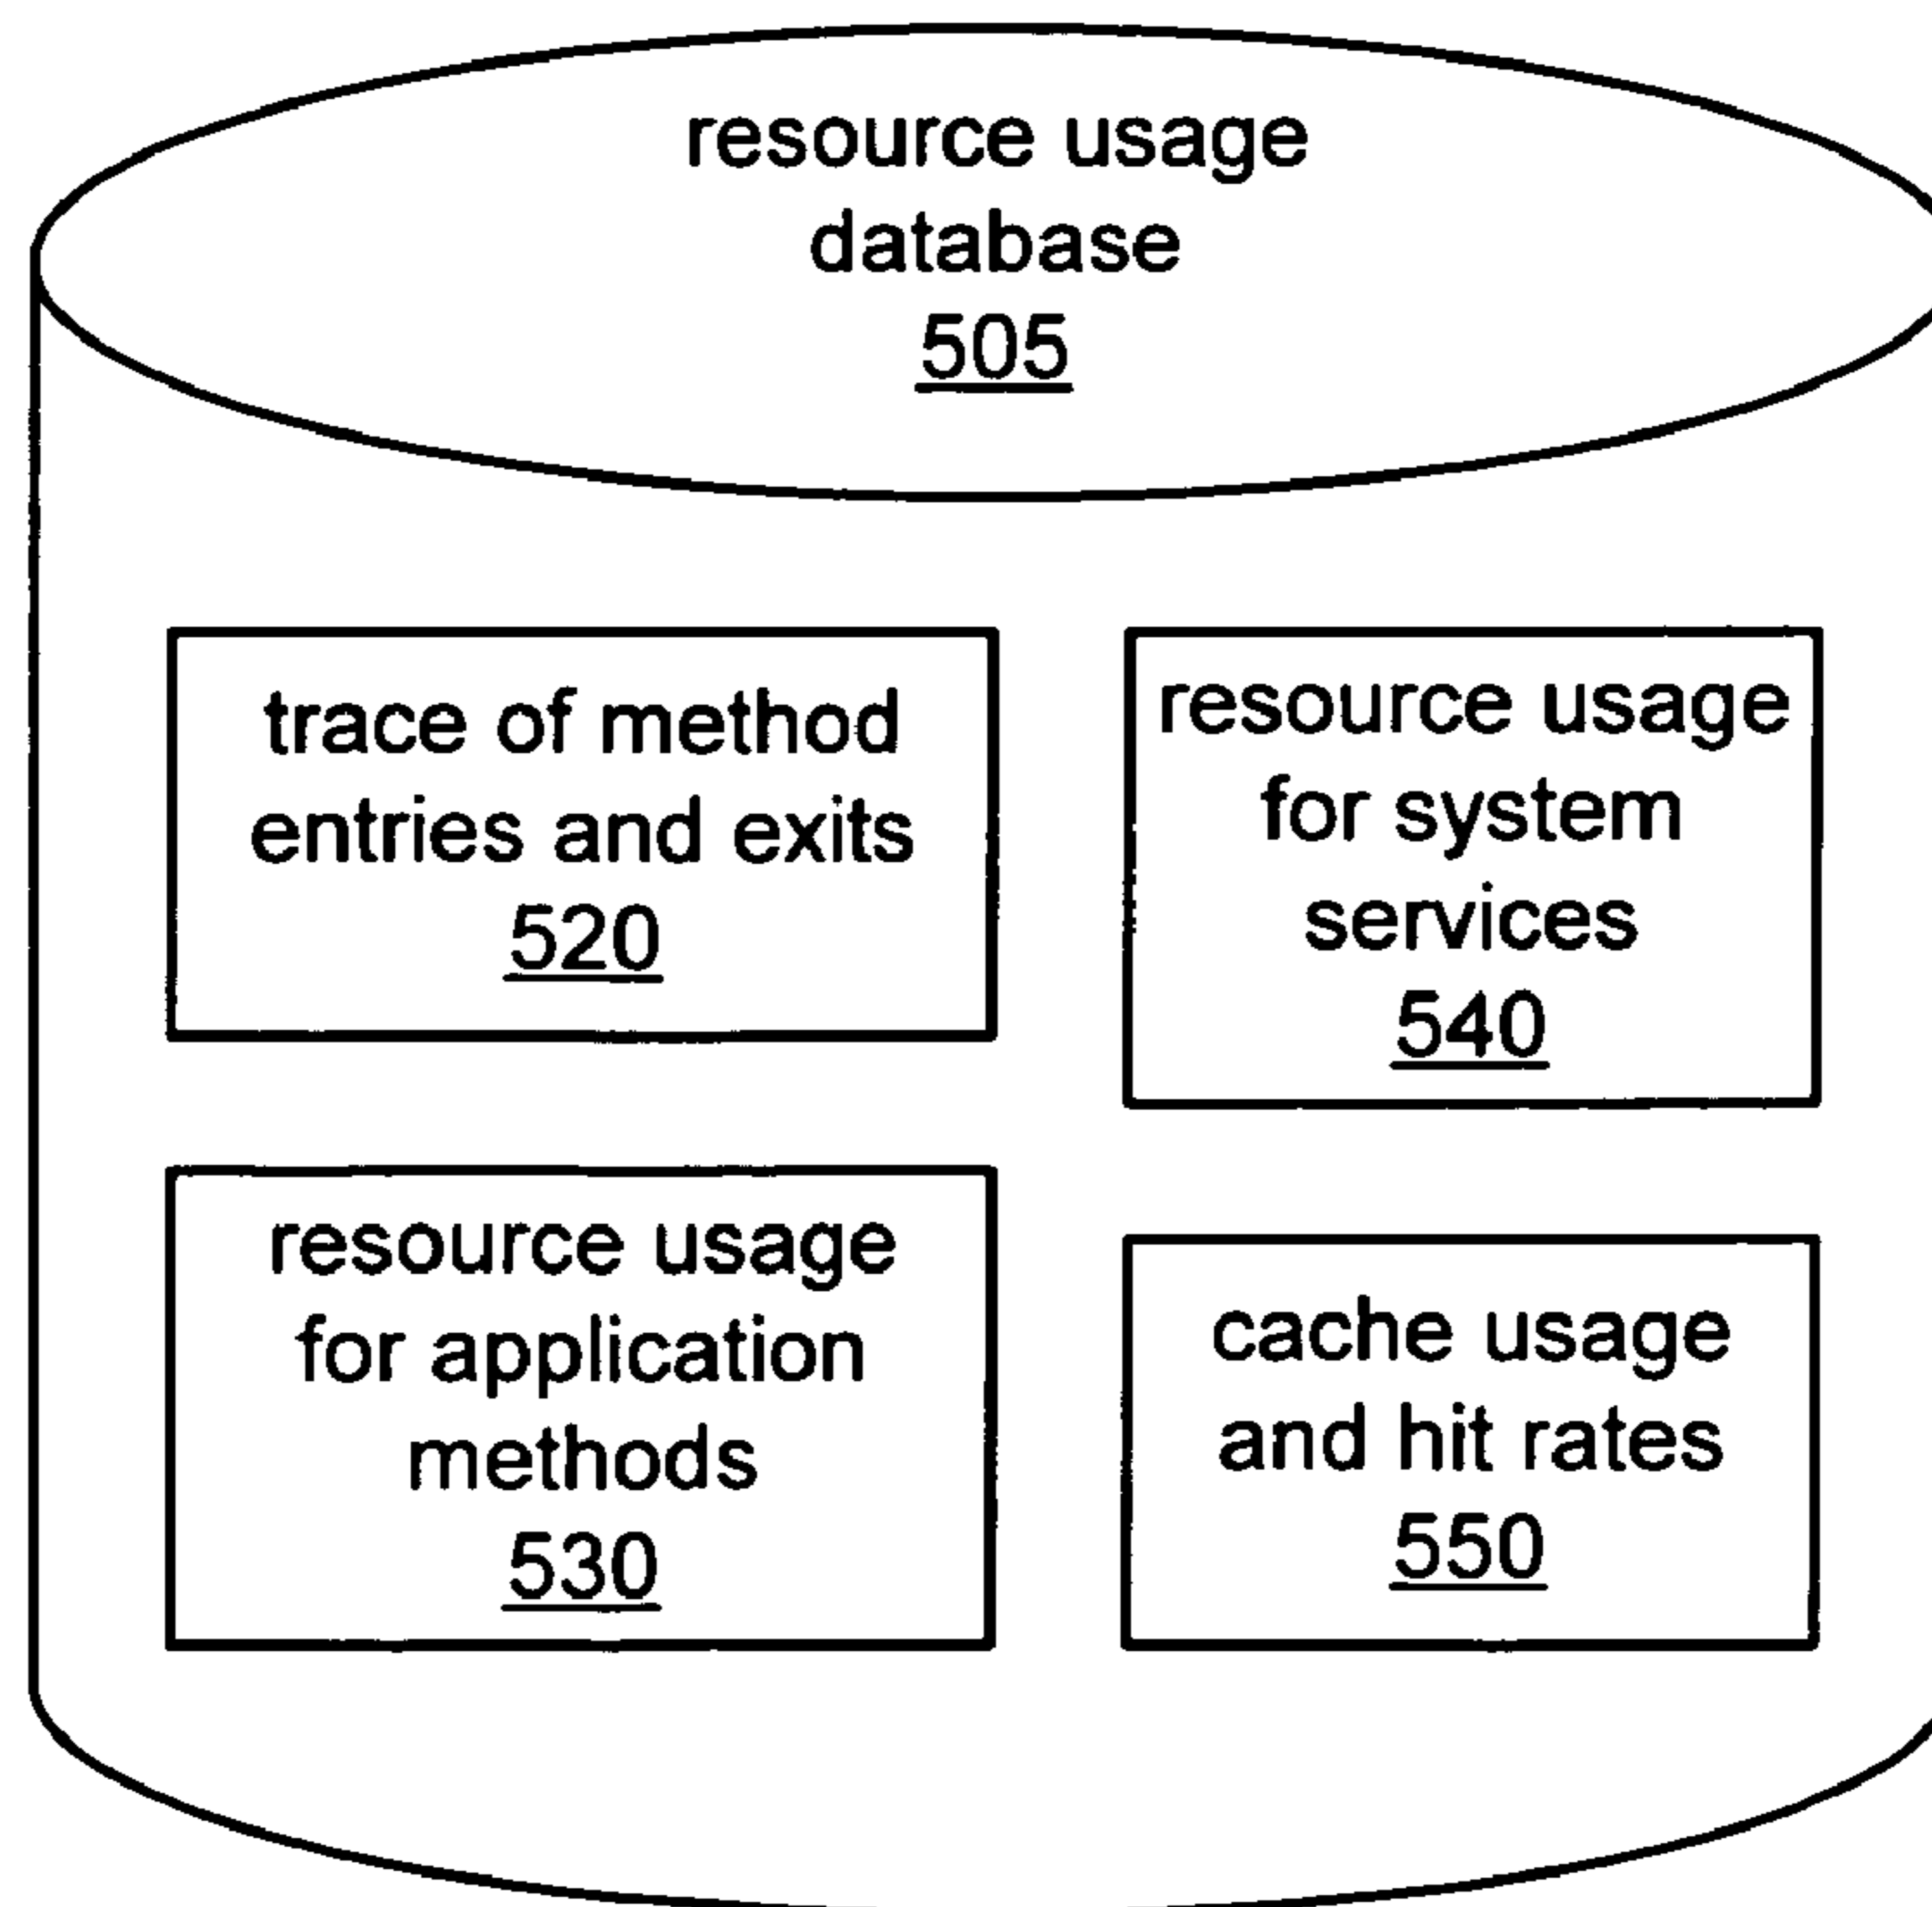 resource usage
database
505
trace of method
entries and exits
520
resource usage
for system
services
540
resource usage
for application
methods
530
cache usage
and hit rates
550